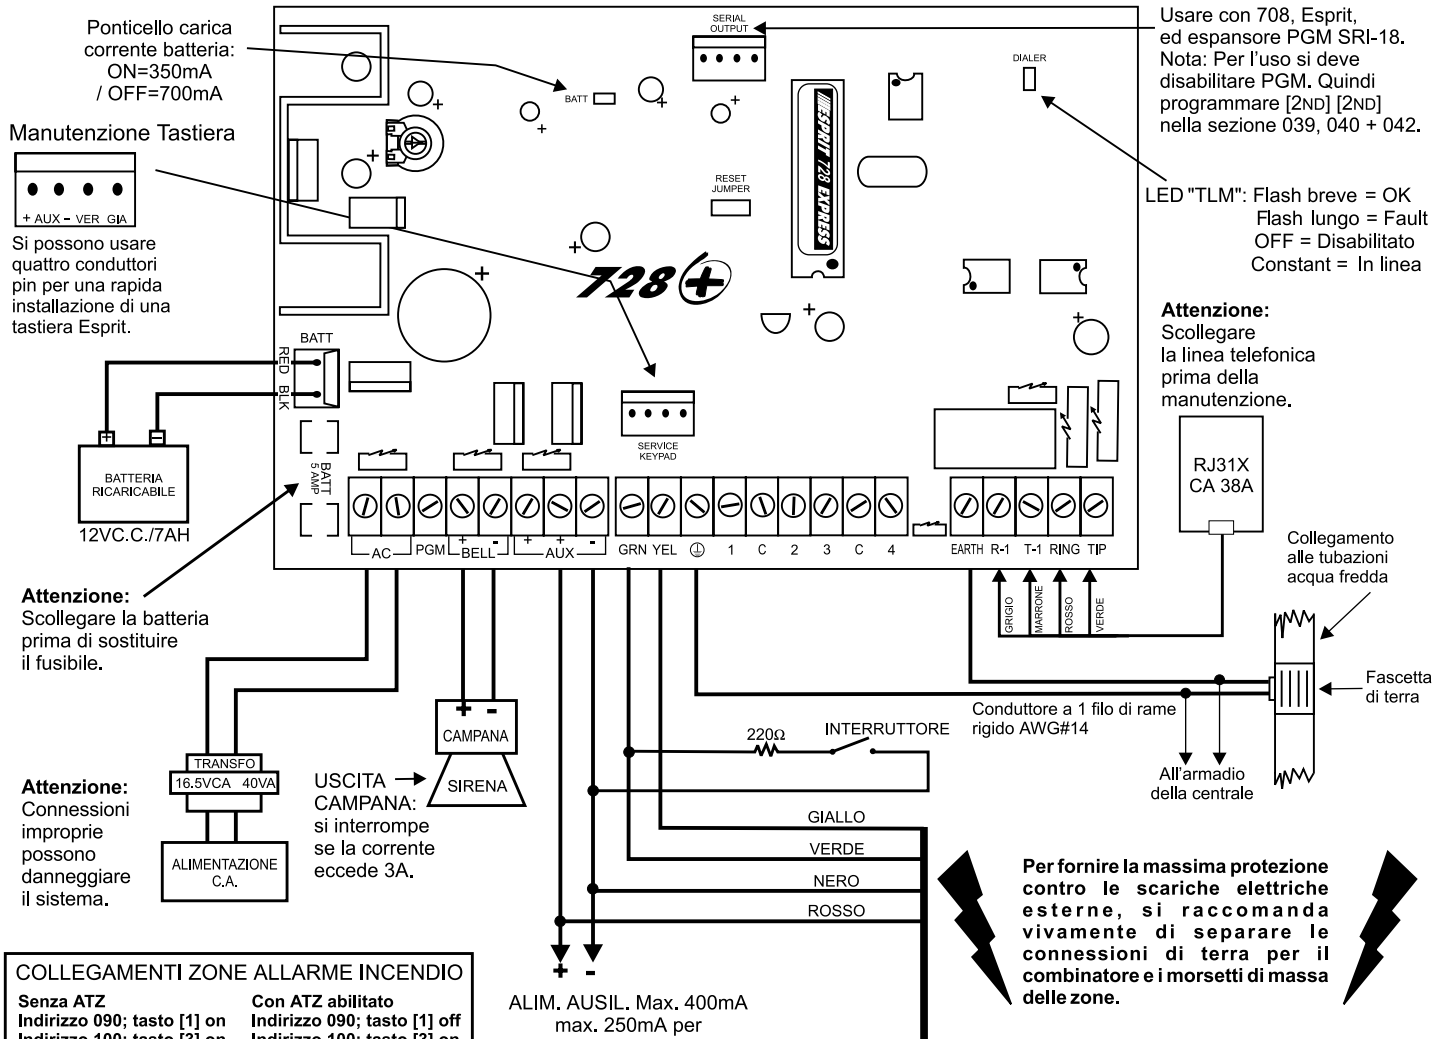 Ponticello carica
corrente batteria:
ON=350mA
/ OFF=700mA
Manutenzione Tastiera
+ AUX - VER GIA
Si possono usare
quattro conduttori
pin per una rapida
installazione di una
tastiera Esprit.
SERIAL
OUTPUT
BATT
RESET
JUMPER
ESPRIT 728 EXPRESS
DIALER
728+
Usare con 708, Esprit,
ed espansore PGM SRI-18.
Nota: Per l'uso si deve
disabilitare PGM. Quindi
programmare [2ND] [2ND]
nella sezione 039, 040 + 042.
LED "TLM": Flash breve = OK
Flash lungo = Fault
OFF = Disabilitato
Constant = In linea
Attenzione:
Scollegare
la linea telefonica
prima della
manutenzione.
RJ31X
CA 38A
BATT
RED
BLK
+ -
BATTERIA
RICARICABILE
12VC.C./7AH
BATT
5 AMP
SERVICE
KEYPAD
AC PGM + BELL - + AUX + - GRN YEL 1 C 2 3 C 4 EARTH R-1 T-1 RING TIP
GRIGIO
MARRONE
ROSSO
VERDE
Collegamento
alle tubazioni
acqua fredda
Fascetta
di terra
Attenzione:
Scollegare la batteria
prima di sostituire
il fusibile.
Conduttore a 1 filo di rame
rigido AWG#14
All'armadio
della centrale
TRANSFO
16.5VCA 40VA
Attenzione:
Connessioni
improprie
possono
danneggiare
il sistema.
ALIMENTAZIONE
C.A.
+ -
CAMPANA
SIRENA
USCITA
CAMPANA:
si interrompe
se la corrente
eccede 3A.
220Ω
INTERRUTTORE
GIALLO
VERDE
NERO
ROSSO
+ -
ALIM. AUSIL. Max. 400mA
max. 250mA per
Per fornire la massima protezione
contro le scariche elettriche
esterne, si raccomanda
vivamente di separare le
connessioni di terra per il
combinatore e i morsetti di massa
delle zone.
COLLEGAMENTI ZONE ALLARME INCENDIO
Senza ATZ Con ATZ abilitato
Indirizzo 090; tasto [1] on Indirizzo 090; tasto [1] off
Indirizzo 100; tasto [3] on Indirizzo 100; tasto [3] on